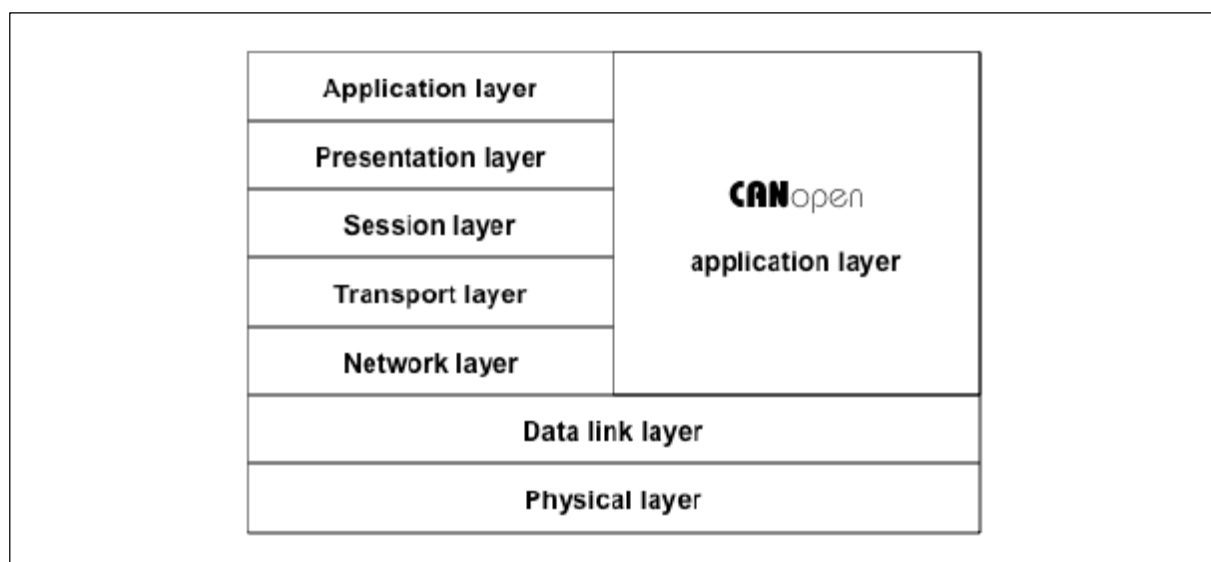 Application layer
Presentation layer
Session layer
Transport layer
Network layer
CANopen
application layer
Data link layer
Physical layer